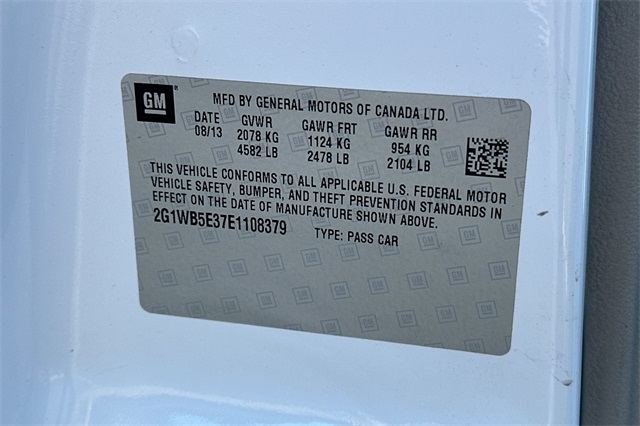 GM
MFD BY GENERAL MOTORS OF CANADA LTD.
DATE GVWR GAWR FRT GAWR RR
08/13 2078 KG 1124 KG 954 KG
4582 LB 2478 LB 2104 LB
THIS VEHICLE CONFORMS TO ALL APPLICABLE U.S. FEDERAL MOTOR
VEHICLE SAFETY, BUMPER, AND THEFT PREVENTION STANDARDS IN
EFFECT ON THE DATE OF MANUFACTURE SHOWN ABOVE.
2G1WB5E37E1108379 TYPE: PASS CAR